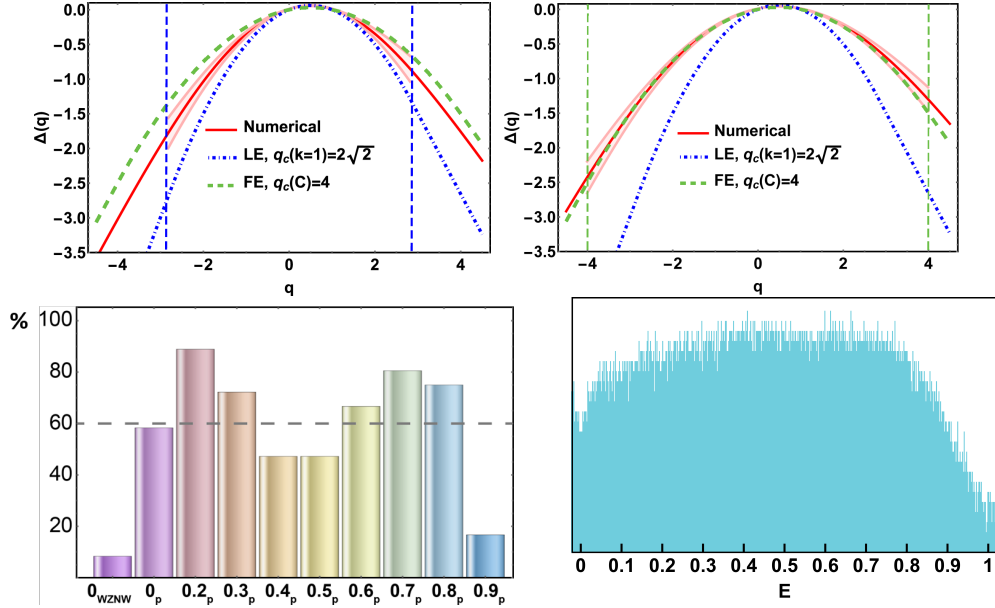 0.0
−0.5
−1.0
−1.5
−2.0
−2.5
−3.0
−3.5
Δ(q)
Numerical
LE, q_c(k=1)=2√2
FE, q_c(C)=4
−4 −2 0 2 4
q
0.0
−0.5
−1.0
−1.5
−2.0
−2.5
−3.0
−3.5
Δ(q)
Numerical
LE, q_c(k=1)=2√2
FE, q_c(C)=4
−4 −2 0 2 4
q
%
100
80
60
40
20
0_WZNW 0_p 0.2_p 0.3_p 0.4_p 0.5_p 0.6_p 0.7_p 0.8_p 0.9_p
0 0.1 0.2 0.3 0.4 0.5 0.6 0.7 0.8 0.9 1
E